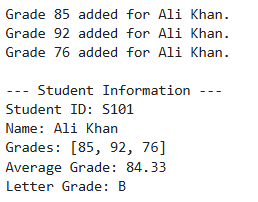 Grade 85 added for Ali Khan.
Grade 92 added for Ali Khan.
Grade 76 added for Ali Khan.
--- Student Information ---
Student ID: S101
Name: Ali Khan
Grades: [85, 92, 76]
Average Grade: 84.33
Letter Grade: B